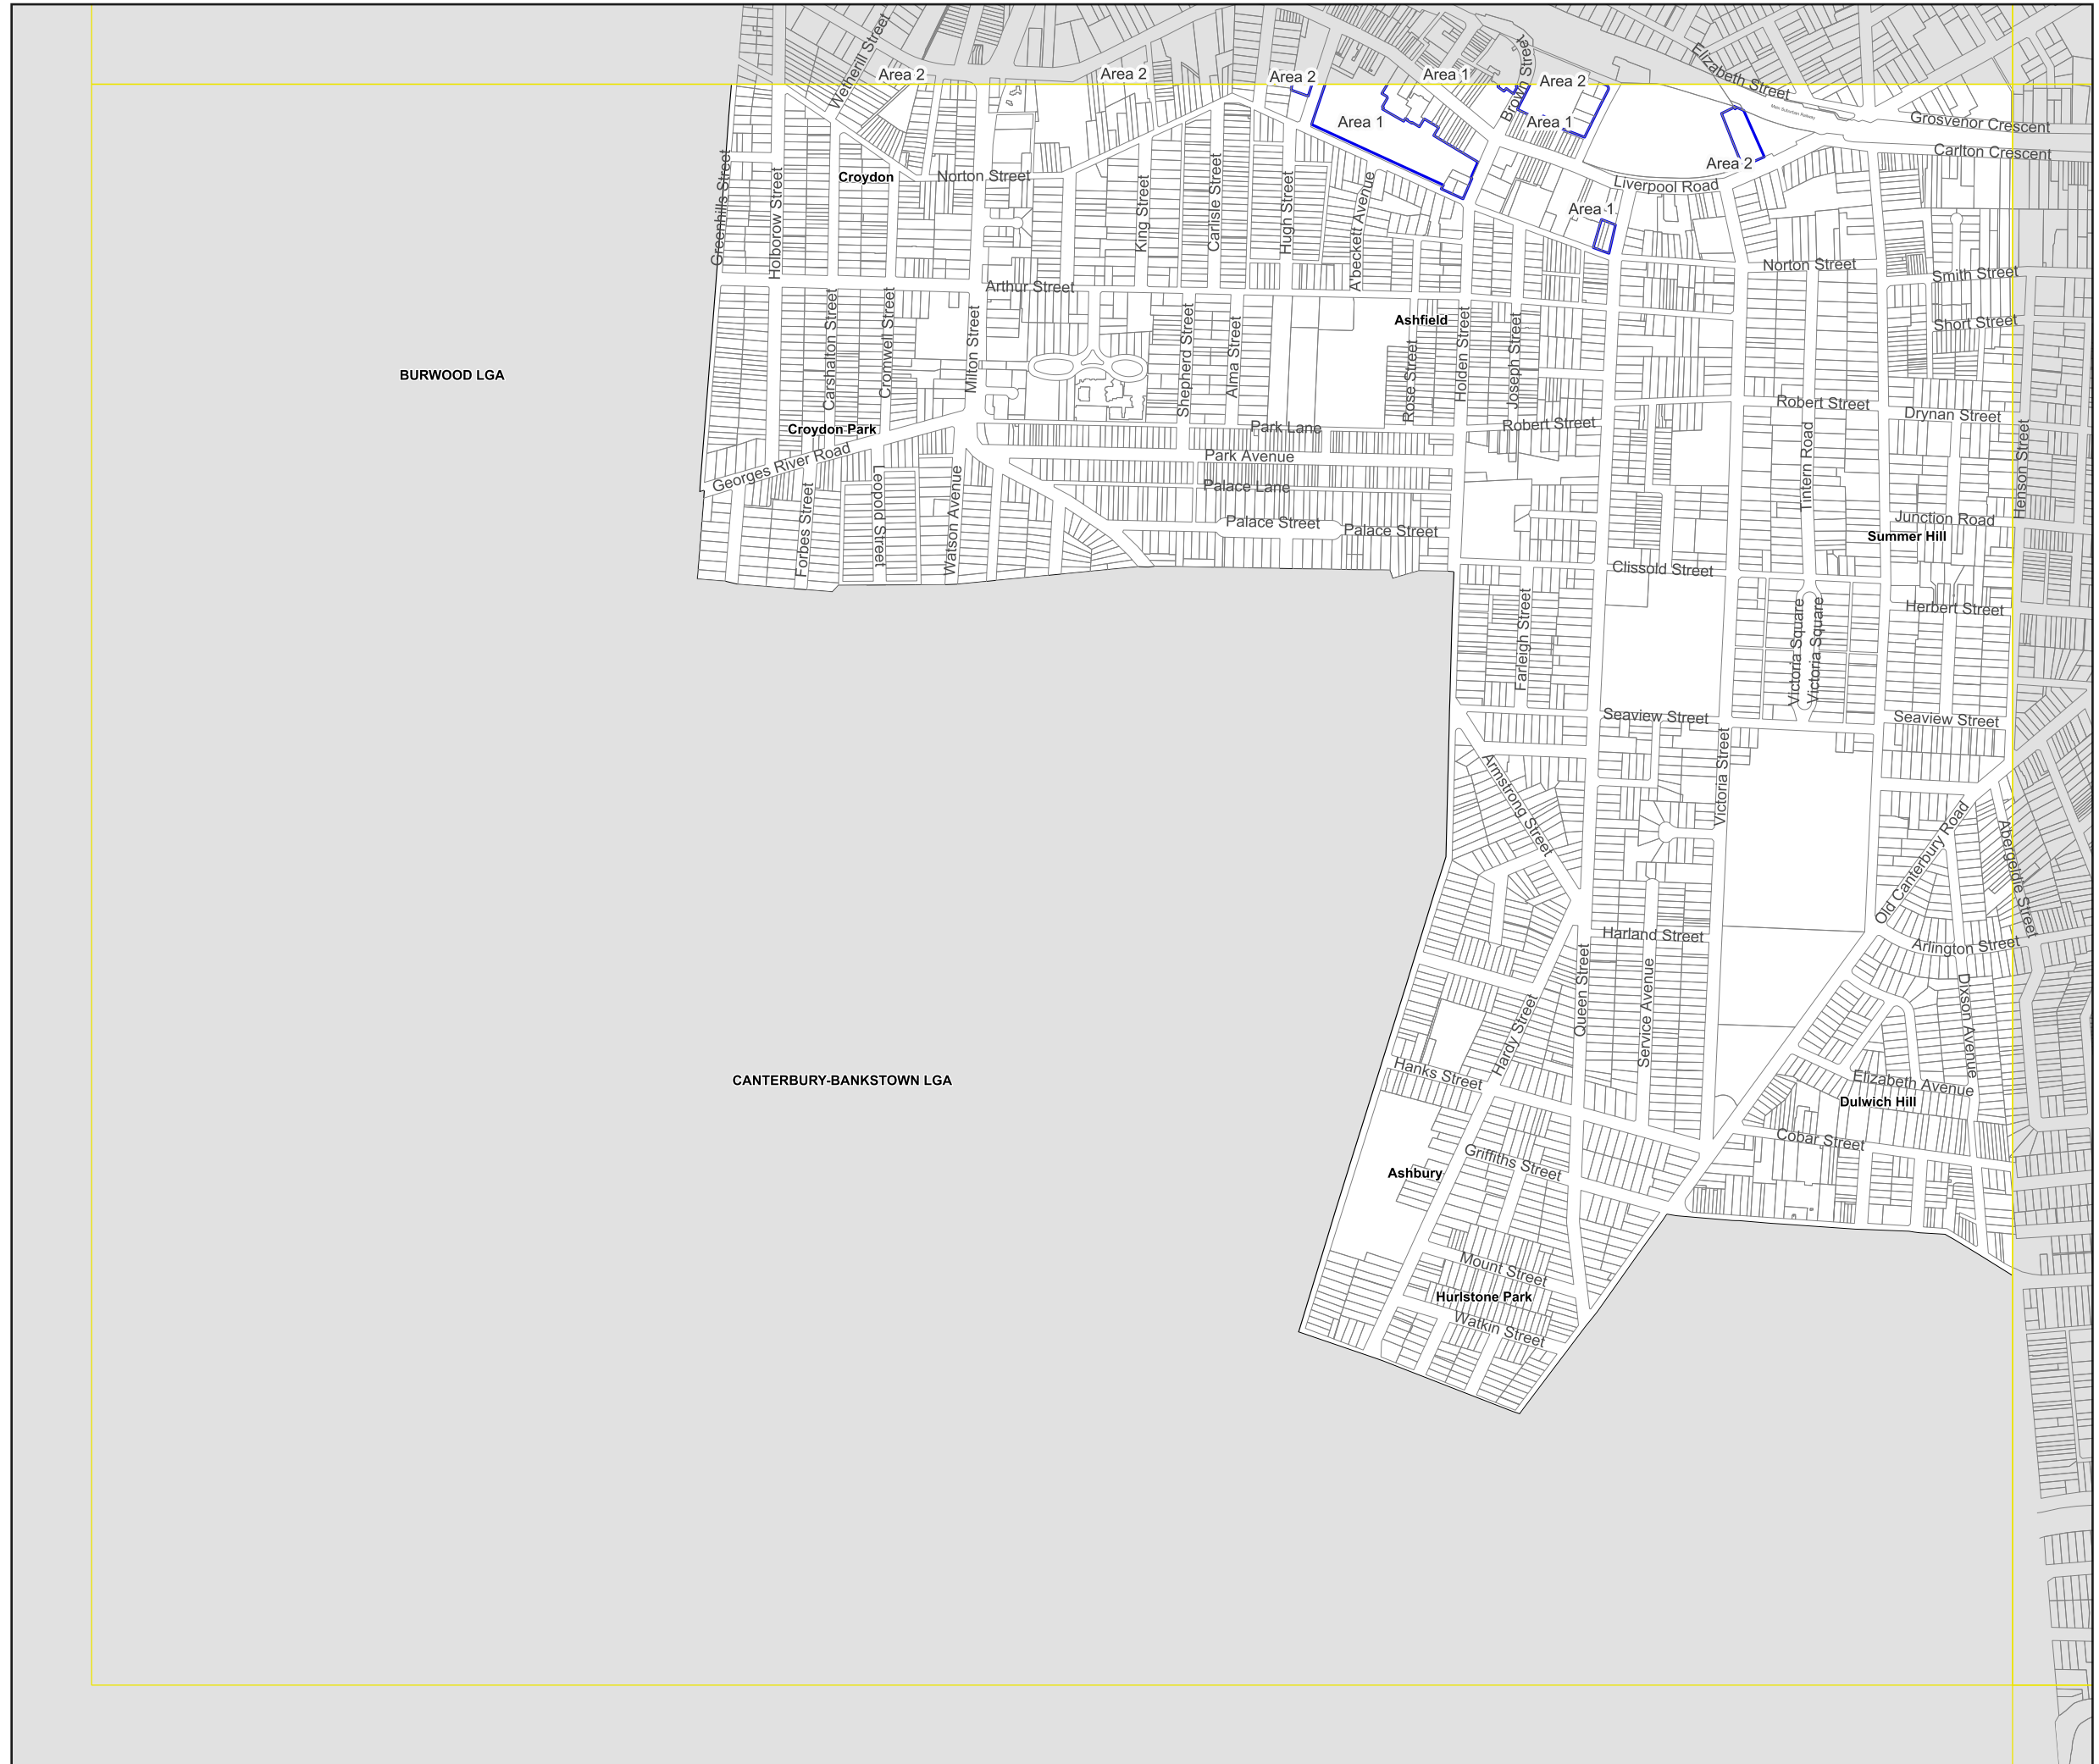 Wetherill Street
Area 2
Area 2
Area 2
Area 1
Brown Street
Area 2
Elizabeth Street
Main Suburban Railway
Area 1
Area 1
Grosvenor Crescent
Carlton Crescent
Area 2
Greenhills Street
Holborow Street
Croydon
Norton Street
King Street
Carlisle Street
Hugh Street
A'beckett Avenue
Liverpool Road
Area 1
Norton Street
Smith Street
Arthur Street
Carshalton Street
Cromwell Street
Milton Street
Shepherd Street
Alma Street
Ashfield
Rose Street
Holden Street
Joseph Street
Short Street
BURWOOD LGA
Robert Street
Drynan Street
Croydon Park
Georges River Road
Park Lane
Robert Street
Park Avenue
Palace Lane
Tintern Road
Henson Street
Forbes Street
Leopold Street
Watson Avenue
Palace Street
Palace Street
Junction Road
Summer Hill
Clissold Street
Farleigh Street
Victoria Square
Victoria Square
Herbert Street
Seaview Street
Seaview Street
Armstrong Street
Victoria Street
Old Canterbury Road
Abergeldie Street
Harland Street
Arlington Street
Queen Street
Service Avenue
Hardy Street
Dixson Avenue
Hanks Street
CANTERBURY-BANKSTOWN LGA
Elizabeth Avenue
Dulwich Hill
Cobar Street
Griffiths Street
Ashbury
Mount Street
Hurlstone Park
Watkin Street